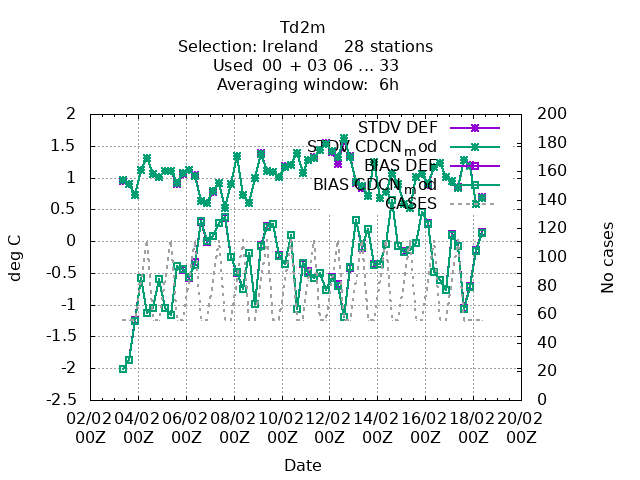 Td2m
Selection: Ireland 28 stations
Used 00 + 03 06 ... 33
Averaging window: 6h
2
1.5
1
0.5
0
-0.5
-1
-1.5
-2
-2.5
deg C
200
180
160
140
120
100
80
60
40
20
0
No cases
STDV DEF
STDV CDCNmod
BIAS DEF
BIAS CDCNmod
CASES
02/02 04/02 06/02 08/02 10/02 12/02 14/02 16/02 18/02 20/02
00Z 00Z 00Z 00Z 00Z 00Z 00Z 00Z 00Z 00Z
Date